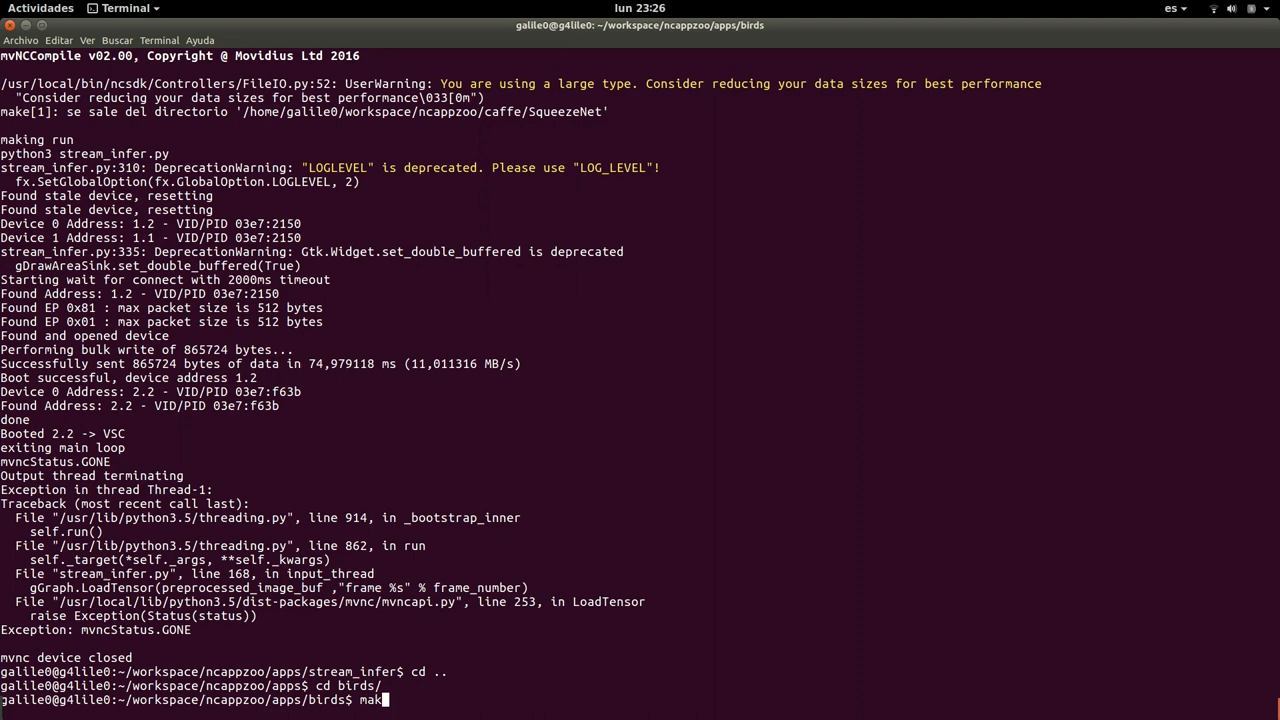 Actividades Terminal lun 23:26 es
galile0@g4lile0: ~/workspace/ncappzoo/apps/birds
Archivo Editar Ver Buscar Terminal Ayuda
mvNCCompile v02.00, Copyright @ Movidius Ltd 2016
/usr/local/bin/ncsdk/Controllers/FileIO.py:52: UserWarning: You are using a large type. Consider reducing your data sizes for best performance
"Consider reducing your data sizes for best performance\033[0m")
make[1]: se sale del directorio '/home/galile0/workspace/ncappzoo/caffe/SqueezeNet'
making run
python3 stream_infer.py
stream_infer.py:310: DeprecationWarning: "LOGLEVEL" is deprecated. Please use "LOG_LEVEL"!
fx.SetGlobalOption(fx.GlobalOption.LOGLEVEL, 2)
Found stale device, resetting
Found stale device, resetting
Device 0 Address: 1.2 - VID/PID 03e7:2150
Device 1 Address: 1.1 - VID/PID 03e7:2150
stream_infer.py:335: DeprecationWarning: Gtk.Widget.set_double_buffered is deprecated
gDrawAreaSink.set_double_buffered(True)
Starting wait for connect with 2000ms timeout
Found Address: 1.2 - VID/PID 03e7:2150
Found EP 0x81 : max packet size is 512 bytes
Found EP 0x01 : max packet size is 512 bytes
Found and opened device
Performing bulk write of 865724 bytes...
Successfully sent 865724 bytes of data in 74,979118 ms (11,011316 MB/s)
Boot successful, device address 1.2
Device 0 Address: 2.2 - VID/PID 03e7:f63b
Found Address: 2.2 - VID/PID 03e7:f63b
done
Booted 2.2 -> VSC
exiting main loop
mvncStatus.GONE
Output thread terminating
Exception in thread Thread-1:
Traceback (most recent call last):
File "/usr/lib/python3.5/threading.py", line 914, in _bootstrap_inner
self.run()
File "/usr/lib/python3.5/threading.py", line 862, in run
self._target(*self._args, **self._kwargs)
File "stream_infer.py", line 168, in input_thread
gGraph.LoadTensor(preprocessed_image_buf ,"frame %s" % frame_number)
File "/usr/local/lib/python3.5/dist-packages/mvnc/mvncapi.py", line 253, in LoadTensor
raise Exception(Status(status))
Exception: mvncStatus.GONE
mvnc device closed
galile0@g4lile0:~/workspace/ncappzoo/apps/stream_infer$ cd ..
galile0@g4lile0:~/workspace/ncappzoo/apps$ cd birds/
galile0@g4lile0:~/workspace/ncappzoo/apps/birds$ mak